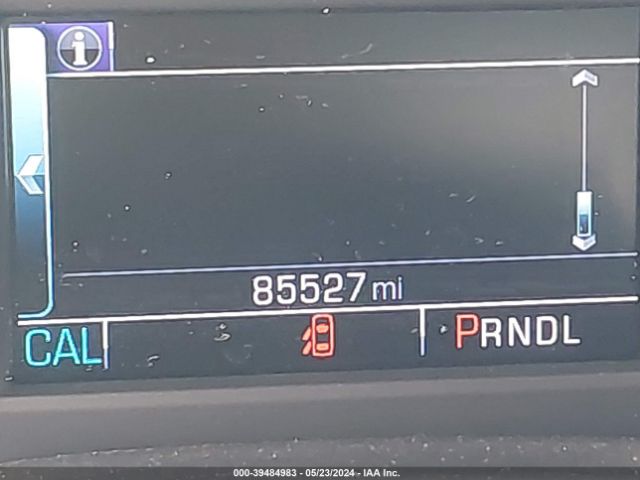 i
85527 mi
CAL PRNDL
000-39484983 - 05/23/2024 - IAA Inc.